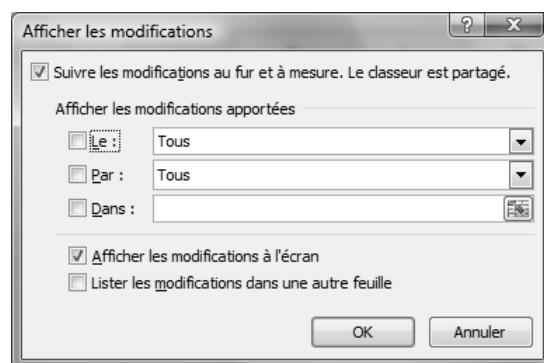 Afficher les modifications
Suivre les modifications au fur et à mesure. Le classeur est partagé.
Afficher les modifications apportées
Le : Tous
Par : Tous
Dans :
Afficher les modifications à l'écran
Lister les modifications dans une autre feuille
OK Annuler